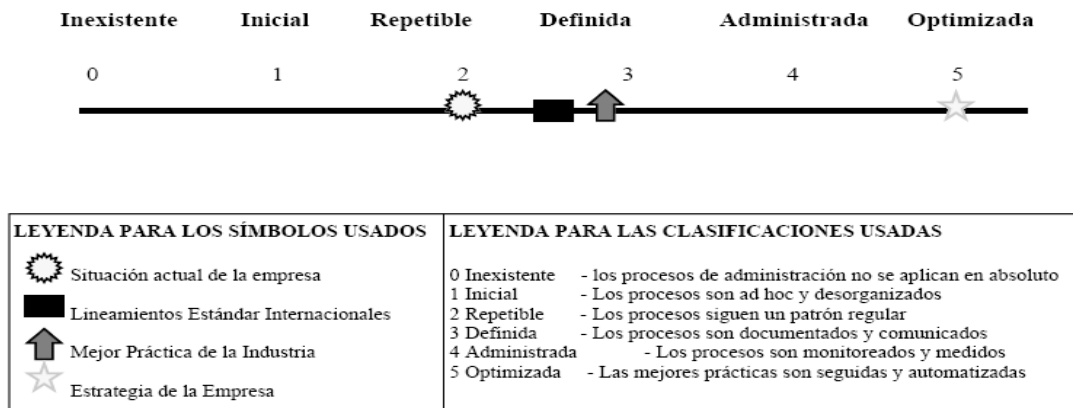 Inexistente Inicial Repetible Definida Administrada Optimizada
0 1 2 3 4 5
LEYENDA PARA LOS SÍMBOLOS USADOS
Situación actual de la empresa
Lineamientos Estándar Internacionales
Mejor Práctica de la Industria
Estrategia de la Empresa
LEYENDA PARA LAS CLASIFICACIONES USADAS
0 Inexistente - los procesos de administración no se aplican en absoluto
1 Inicial - Los procesos son ad hoc y desorganizados
2 Repetible - Los procesos siguen un patrón regular
3 Definida - Los procesos son documentados y comunicados
4 Administrada - Los procesos son monitoreados y medidos
5 Optimizada - Las mejores prácticas son seguidas y automatizadas